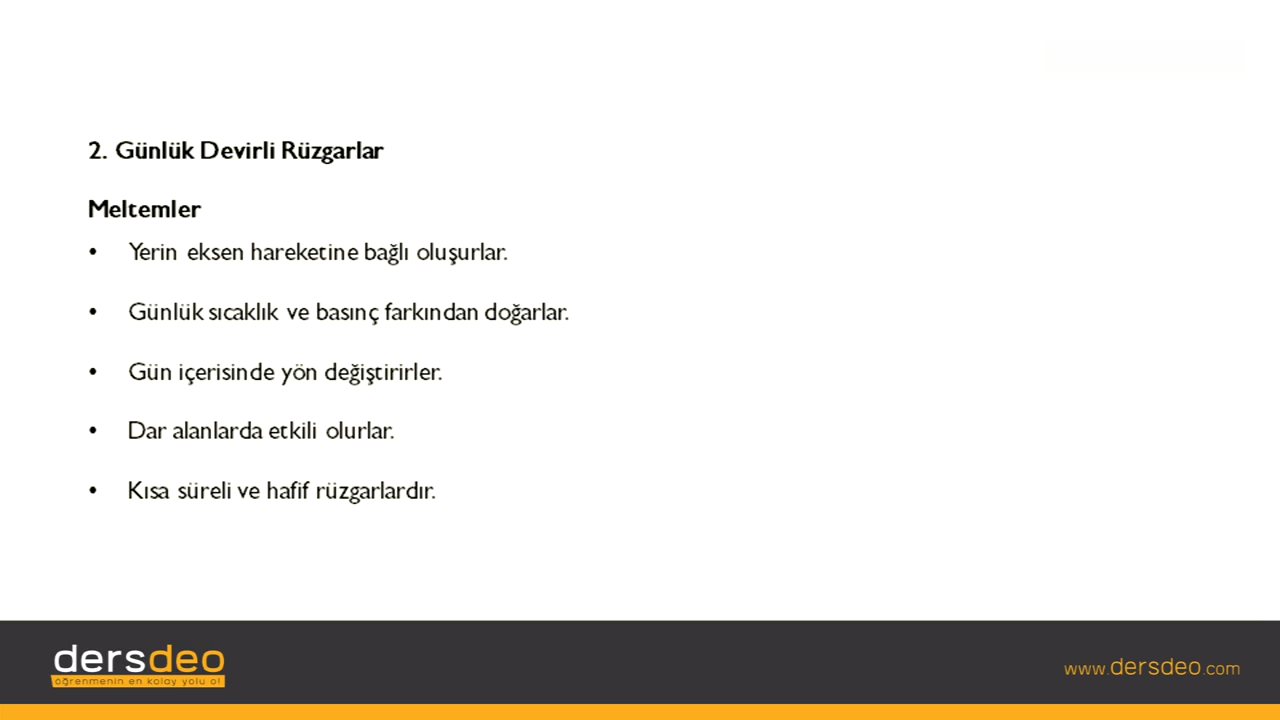 2. Günlük Devirli Rüzgarlar
Meltemler
• Yerin eksen hareketine bağlı oluşurlar.
• Günlük sıcaklık ve basınç farkından doğarlar.
• Gün içerisinde yön değiştirirler.
• Dar alanlarda etkili olurlar.
• Kısa süreli ve hafif rüzgarlardır.
dersdeo
öğrenmenin en kolay yolu o!
www.dersdeo.com